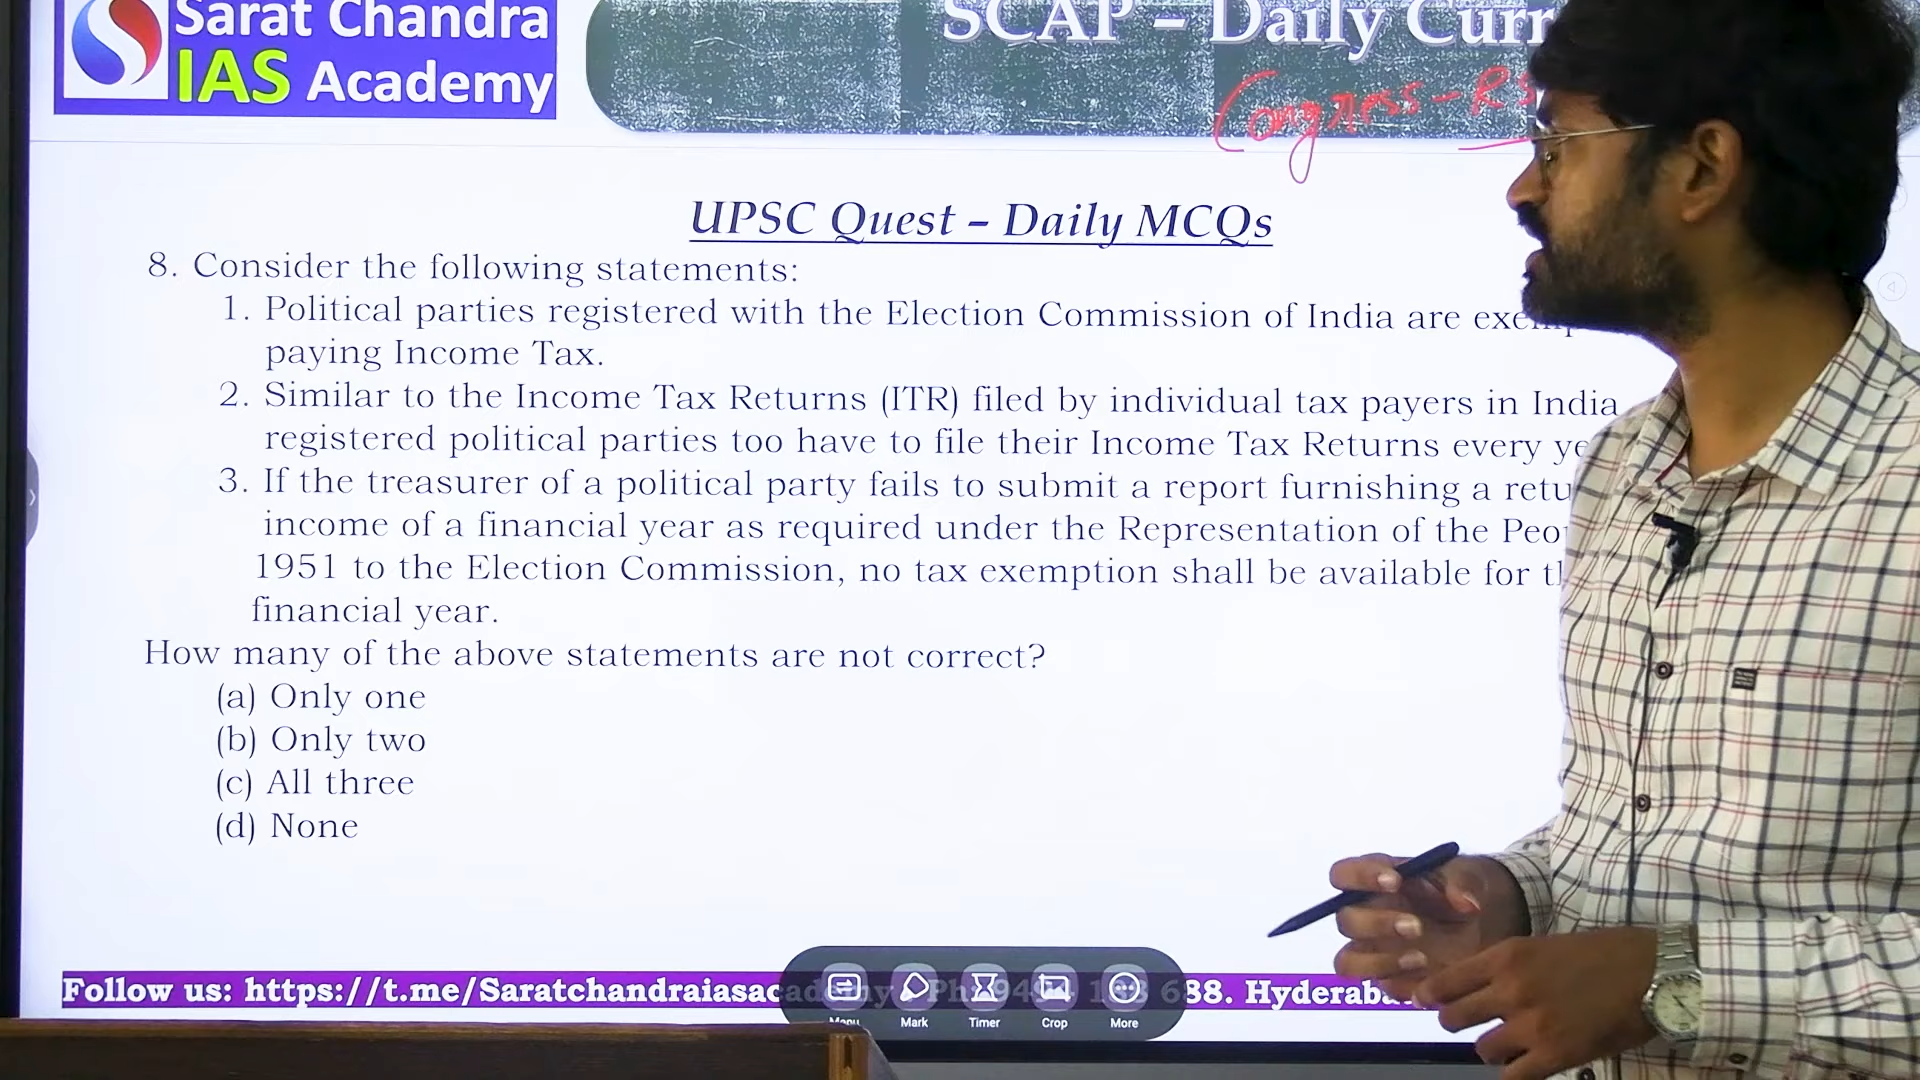 Sarat Chandra
IAS Academy
SCAP – Daily Curr
Congress - RS
UPSC Quest – Daily MCQs
8. Consider the following statements:
1. Political parties registered with the Election Commission of India are
paying Income Tax.
2. Similar to the Income Tax Returns (ITR) filed by individual tax payers in India
registered political parties too have to file their Income Tax Returns every
3. If the treasurer of a political party fails to submit a report furnishing a
income of a financial year as required under the Representation of the
1951 to the Election Commission, no tax exemption shall be available for
financial year.
How many of the above statements are not correct?
(a) Only one
(b) Only two
(c) All three
(d) None
Follow us: https://t.me/Saratchandraiasacademy 688. Hyderab
Menu Mark Timer Crop More